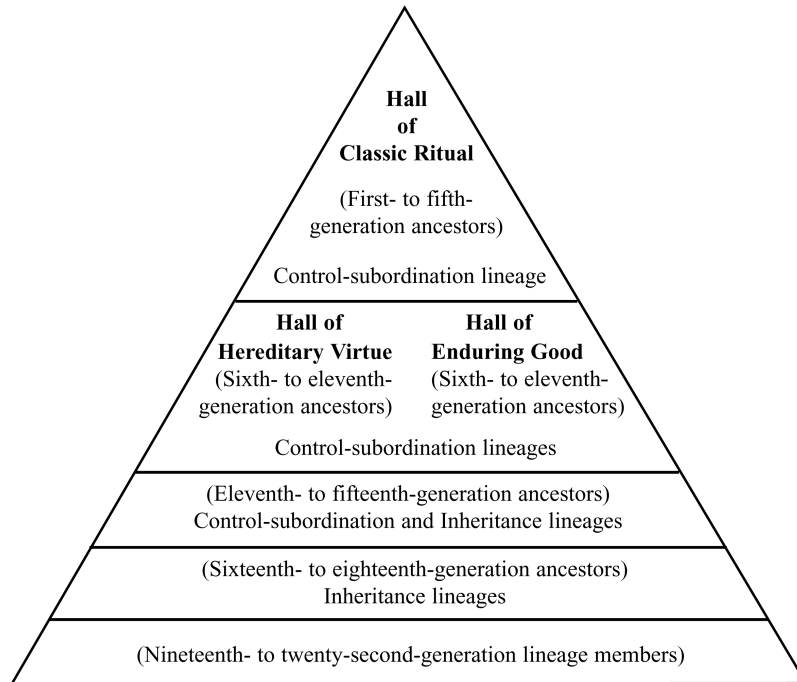 Hall
of
Classic Ritual
(First- to fifth-
generation ancestors)
Control-subordination lineage
Hall of
Hereditary Virtue
(Sixth- to eleventh-
generation ancestors)
Hall of
Enduring Good
(Sixth- to eleventh-
generation ancestors)
Control-subordination lineages
(Eleventh- to fifteenth-generation ancestors)
Control-subordination and Inheritance lineages
(Sixteenth- to eighteenth-generation ancestors)
Inheritance lineages
(Nineteenth- to twenty-second-generation lineage members)